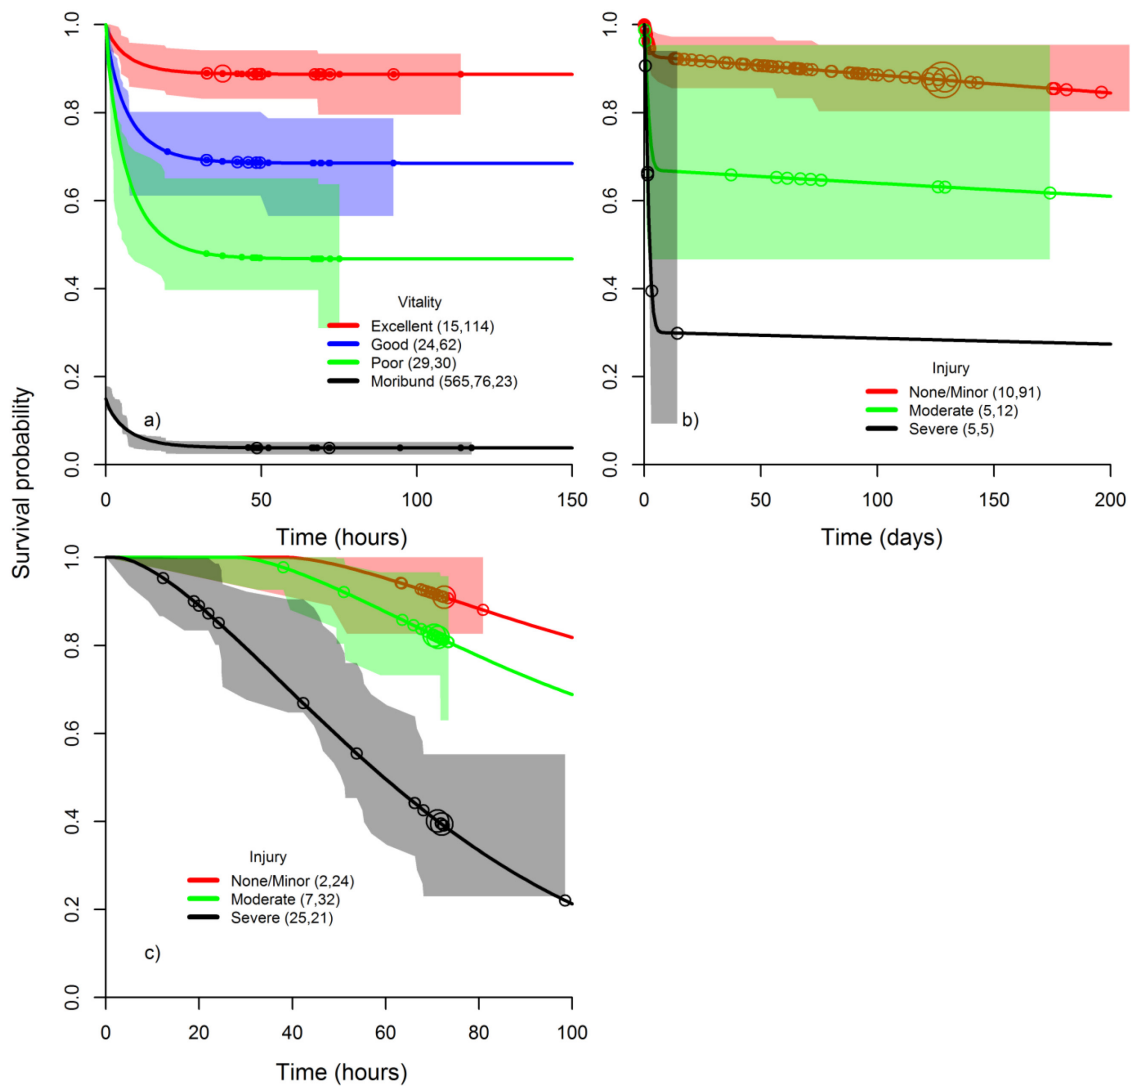 Survival probability
1.0
0.8
0.6
0.4
0.2
0.0
Vitality
Excellent (15,114)
Good (24,62)
Poor (29,30)
Moribund (565,76,23)
a)
0 50 100 150
Time (hours)
1.0
0.8
0.6
0.4
0.2
0.0
Injury
None/Minor (10,91)
Moderate (5,12)
Severe (5,5)
b)
0 50 100 150 200
Time (days)
1.0
0.8
0.6
0.4
0.2
0.0
Injury
None/Minor (2,24)
Moderate (7,32)
Severe (25,21)
c)
0 20 40 60 80 100
Time (hours)